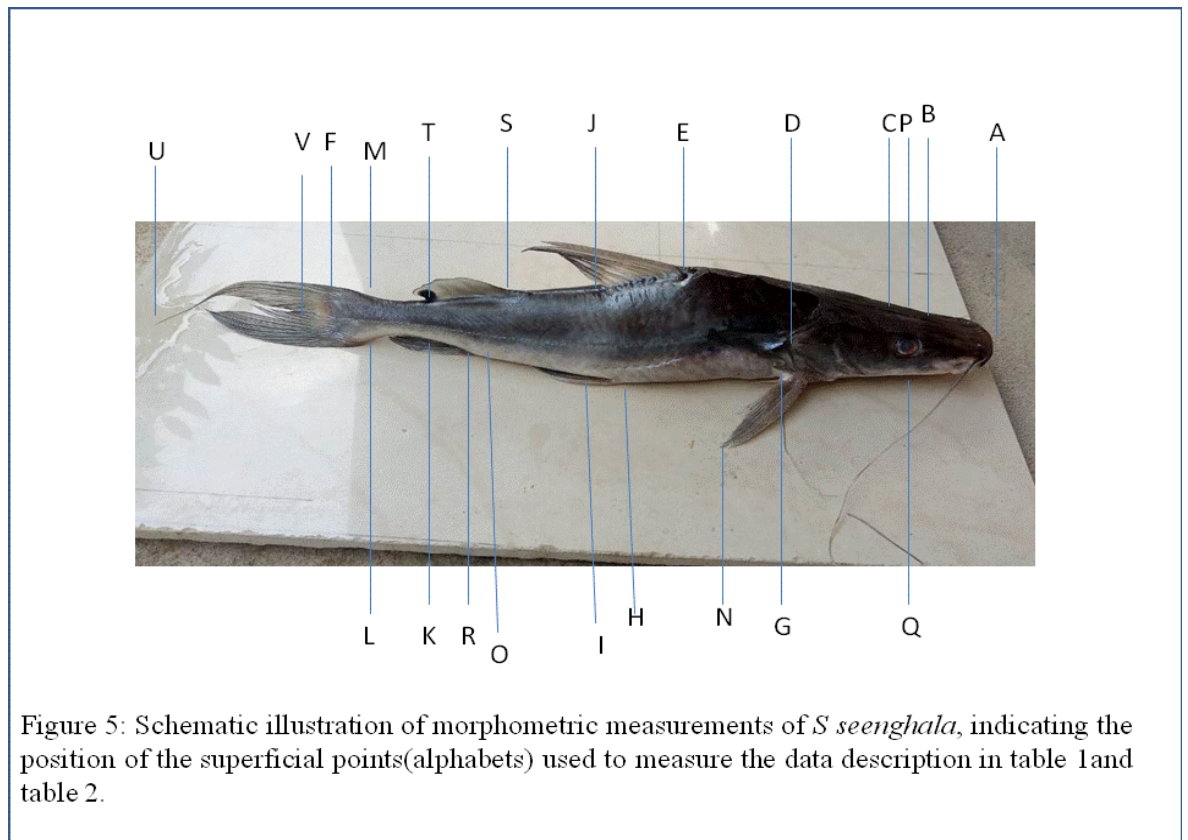 U V F M T S J E D CP B A
L K R O I H N G Q
Figure 5: Schematic illustration of morphometric measurements of S seenghala, indicating the
position of the superficial points(alphabets) used to measure the data description in table 1and
table 2.